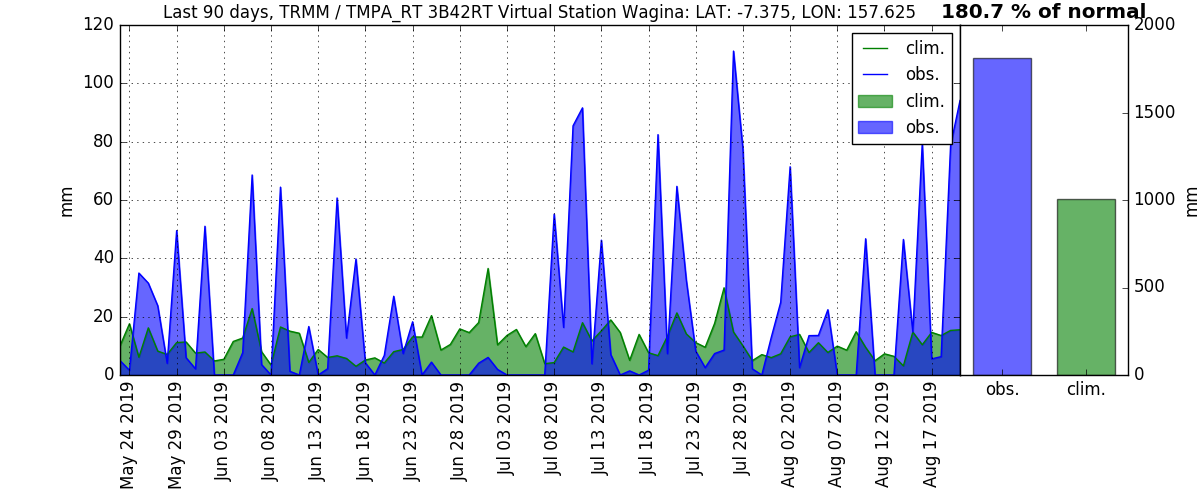 Last 90 days, TRMM / TMPA_RT 3B42RT Virtual Station Wagina: LAT: -7.375, LON: 157.625
180.7 % of normal
120
100
80
60
40
20
0
mm
clim.
obs.
clim.
obs.
2000
1500
1000
500
0
mm
May 24 2019
May 29 2019
Jun 03 2019
Jun 08 2019
Jun 13 2019
Jun 18 2019
Jun 23 2019
Jun 28 2019
Jul 03 2019
Jul 08 2019
Jul 13 2019
Jul 18 2019
Jul 23 2019
Jul 28 2019
Aug 02 2019
Aug 07 2019
Aug 12 2019
Aug 17 2019
obs.
clim.